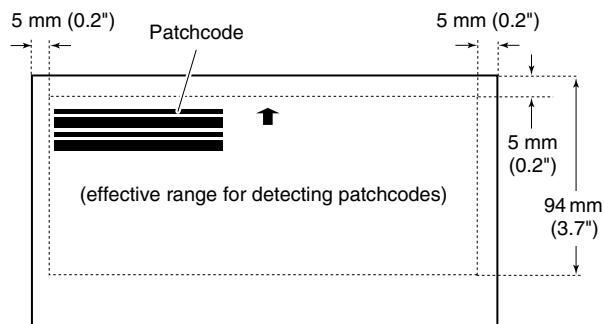 5 mm (0.2")
Patchcode
5 mm (0.2")
5 mm
(0.2")
(effective range for detecting patchcodes)
94 mm
(3.7")